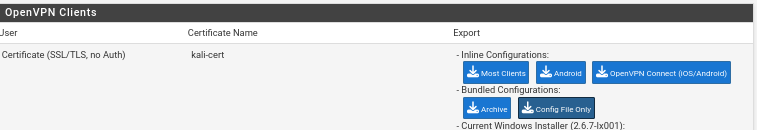 OpenVPN Clients
User Certificate Name Export
Certificate (SSL/TLS, no Auth) kali-cert - Inline Configurations:
Most Clients Android OpenVPN Connect (iOS/Android)
- Bundled Configurations:
Archive Config File Only
- Current Windows Installer (2.6.7-Ix001):